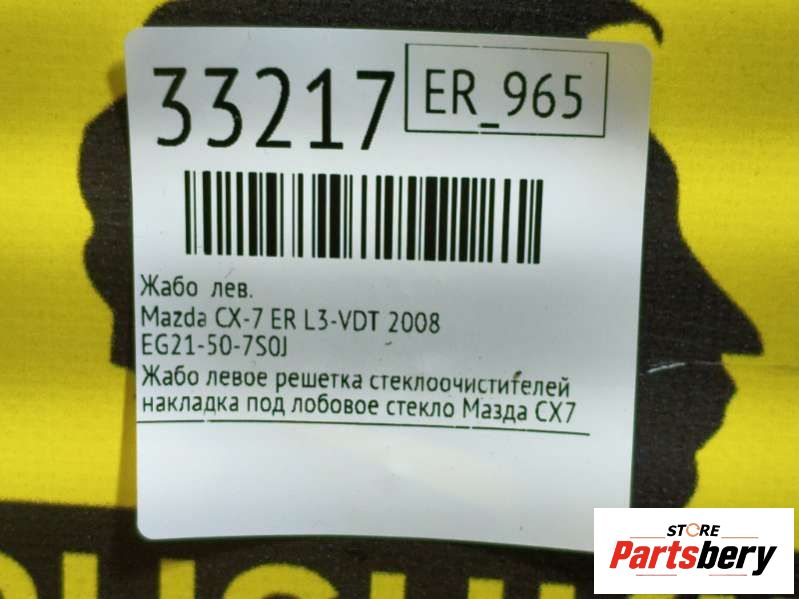 33217
ER_965
Жабо лев.
Mazda CX-7 ER L3-VDT 2008
EG21-50-7S0J
Жабо левое решетка стеклоочистителей
накладка под лобовое стекло Мазда СХ7
STORE
Partsbery